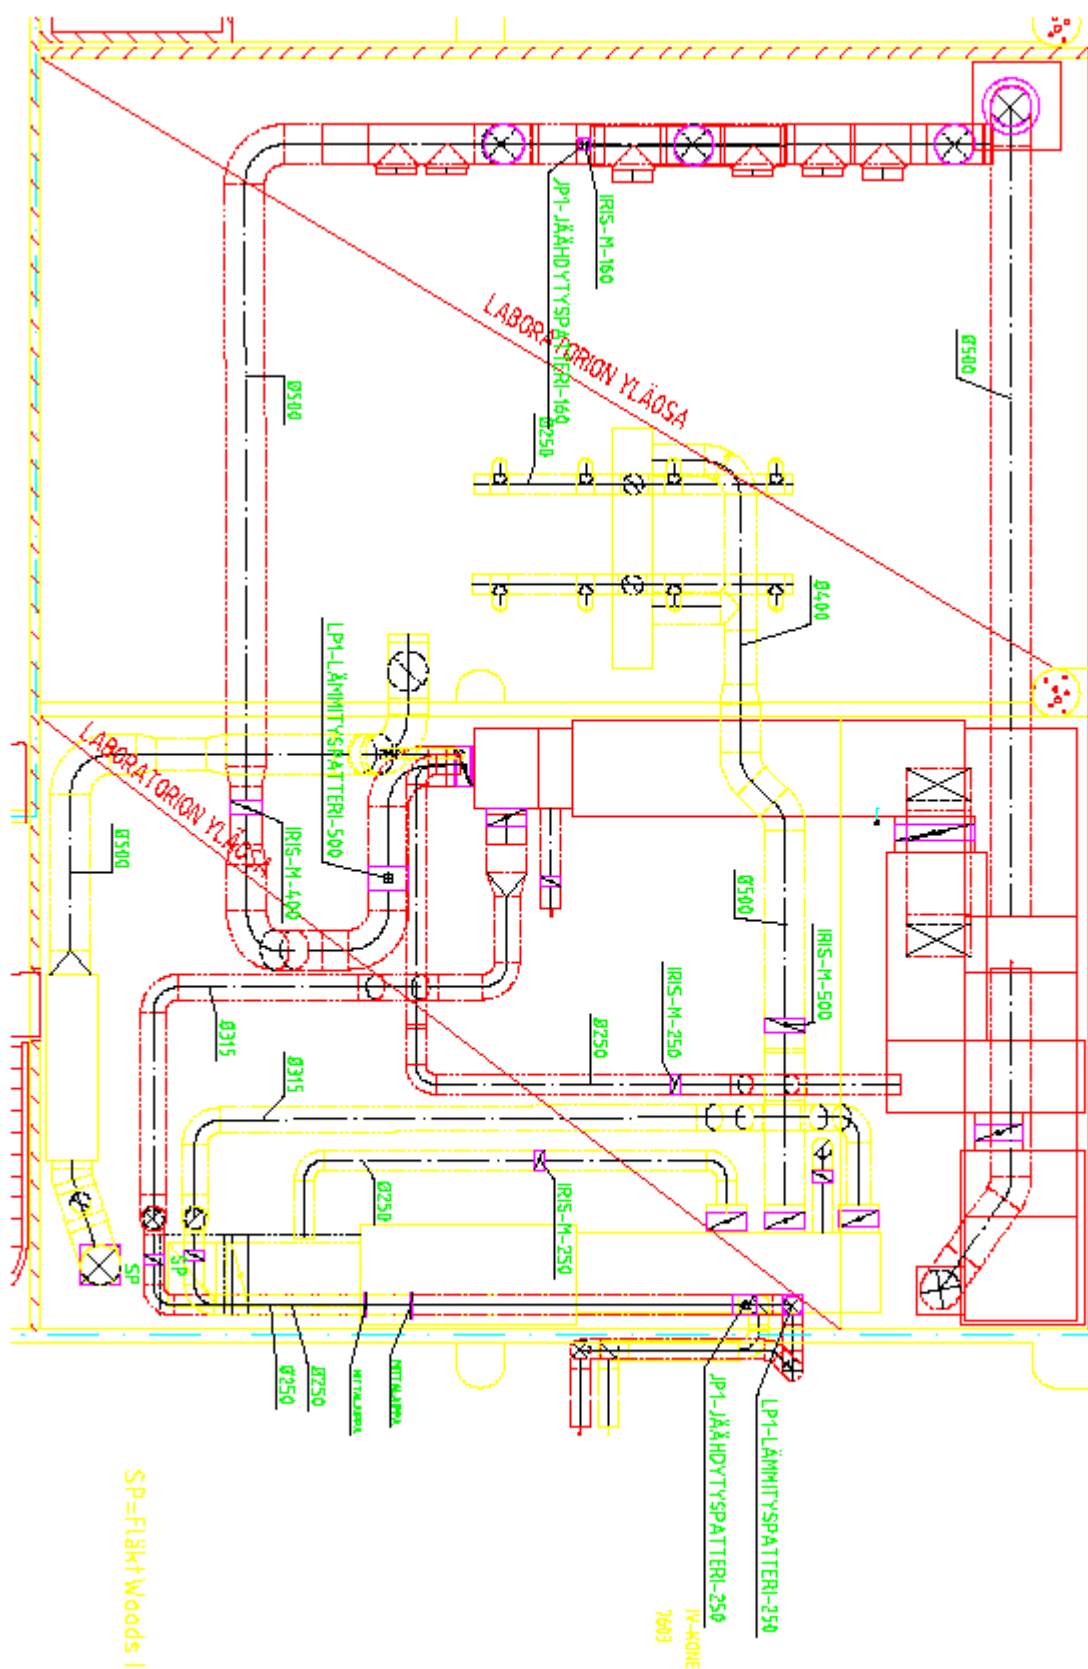 IRIS-M-160
JP1-JÄÄHDYTYSPATTERI-160
LABORATORION YLÄOSA
Ø500
Ø500
Ø250
Ø400
LP1-LÄMMITYSPATTERI-500
LABORATORION YLÄOSA
IRIS-M-400
Ø500
Ø500
IRIS-M-500
IRIS-M-250
Ø250
Ø315
Ø315
Ø250
IRIS-M-250
SP
SP
Ø250
Ø250
MITTALAIPPA
MITTALAIPPA
JP1-JÄÄHDYTYSPATTERI-250
LP1-LÄMMITYSPATTERI-250
IV-KONE
7603
SP=FläktWoods I